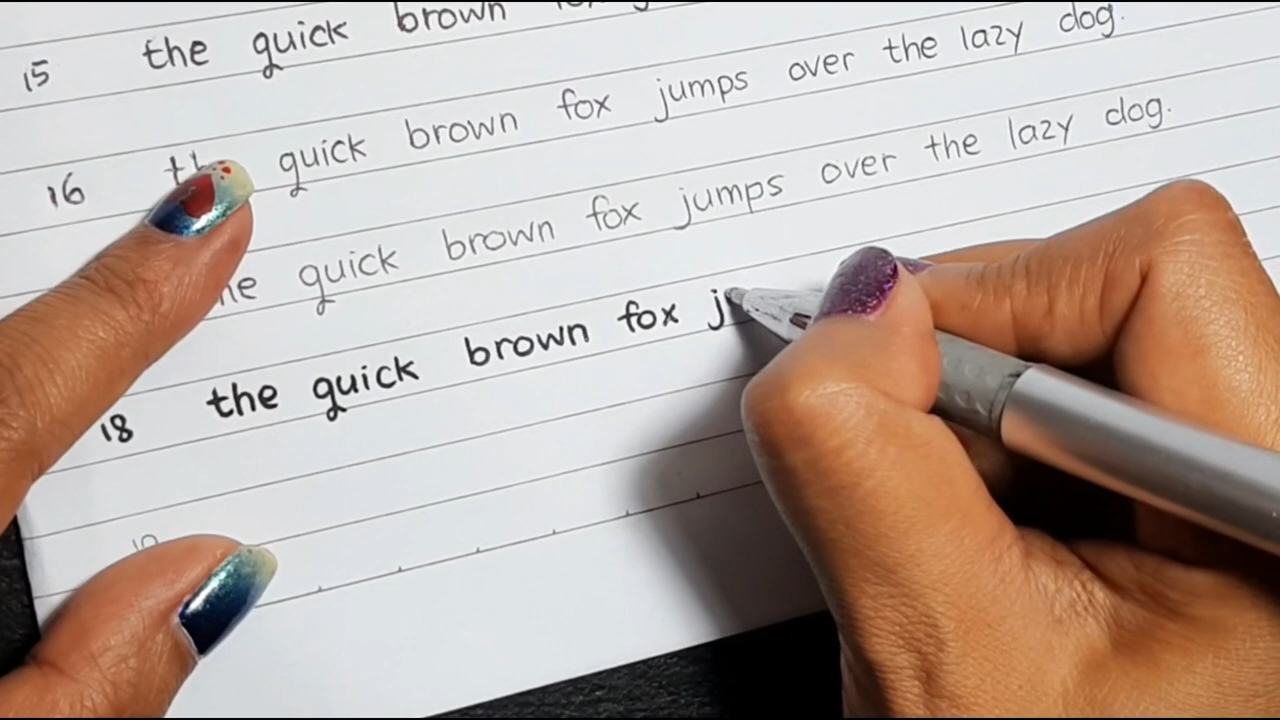 15 the quick brown
16 quick brown fox jumps over the lazy dog.
quick brown fox jumps over the lazy dog.
18 the quick brown fox j